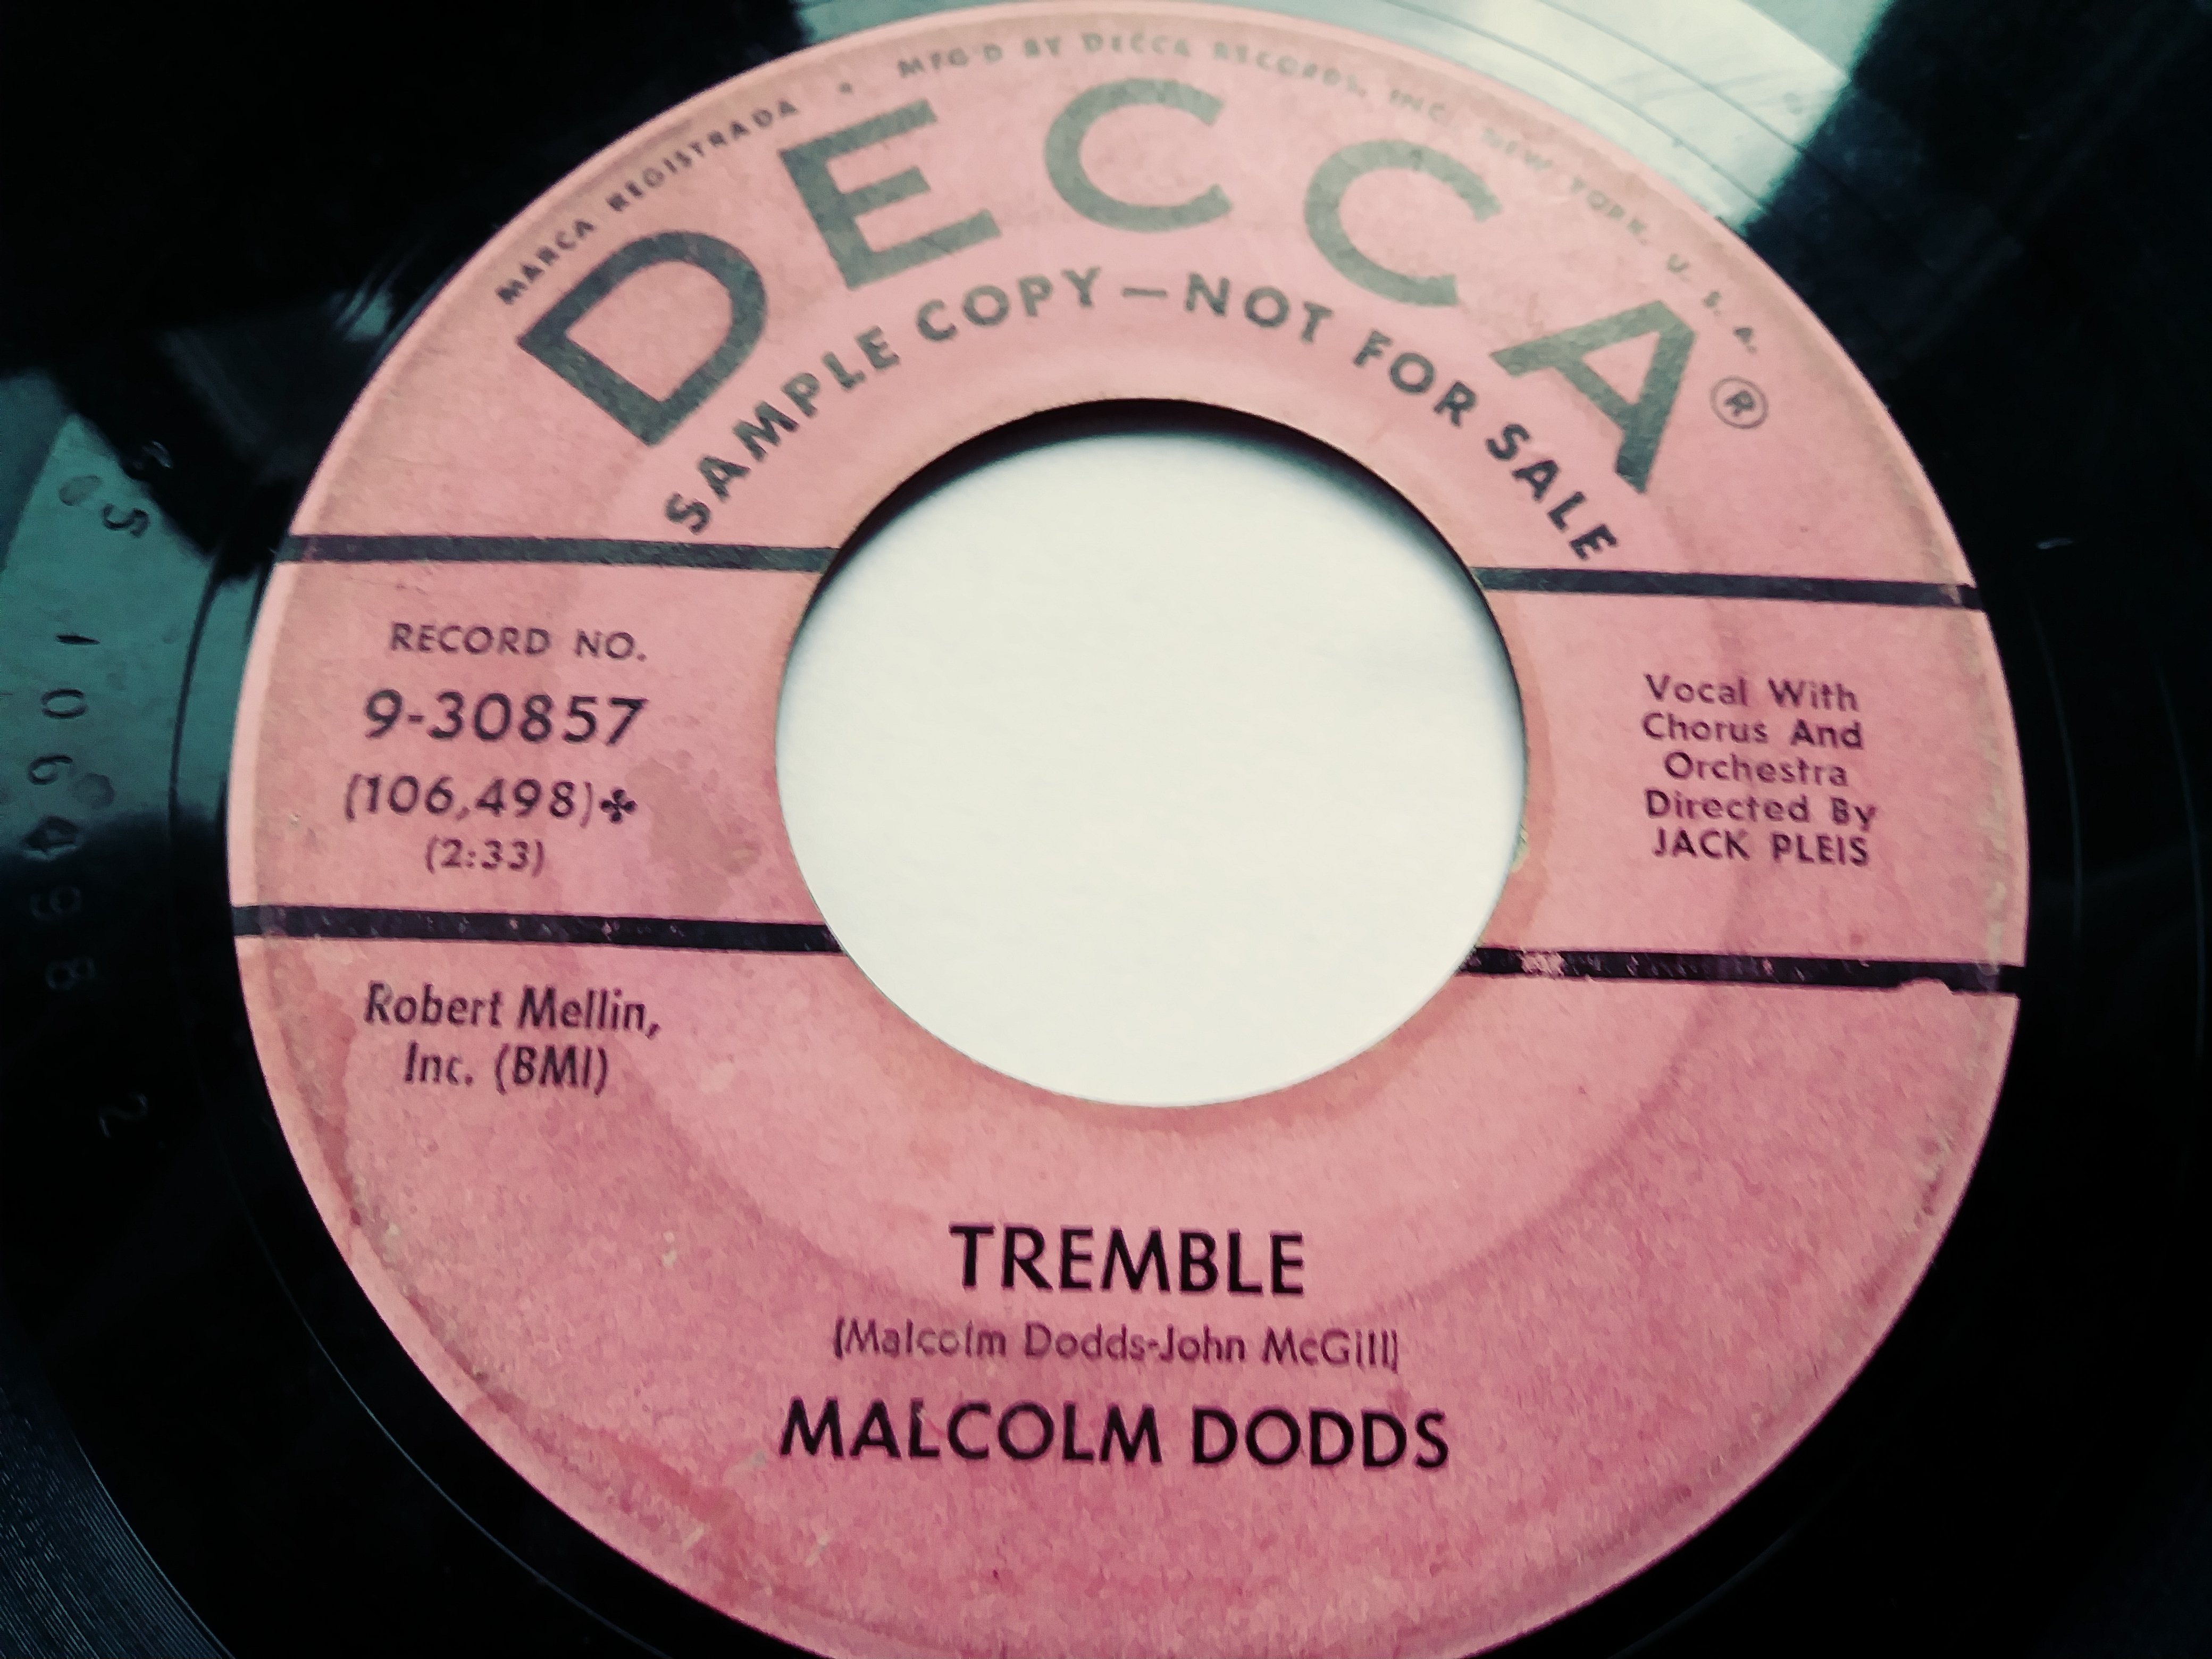 MARCA REGISTRADA • MFG'D BY DECCA RECORDS, INC. NEW YORK, U. S. A.
DECCA®
SAMPLE COPY—NOT FOR SALE
RECORD NO.
9-30857
(106,498)✤
(2:33)
Vocal With
Chorus And
Orchestra
Directed By
JACK PLEIS
Robert Mellin,
Inc. (BMI)
TREMBLE
(Malcolm Dodds-John McGill)
MALCOLM DODDS